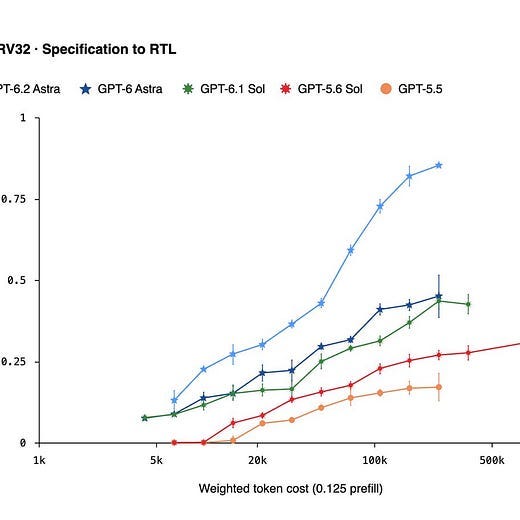 RV32 · Specification to RTL
PT-6.2 Astra GPT-6 Astra GPT-6.1 Sol GPT-5.6 Sol GPT-5.5
1
0.75
0.5
0.25
0
1k 5k 20k 100k 500k
Weighted token cost (0.125 prefill)